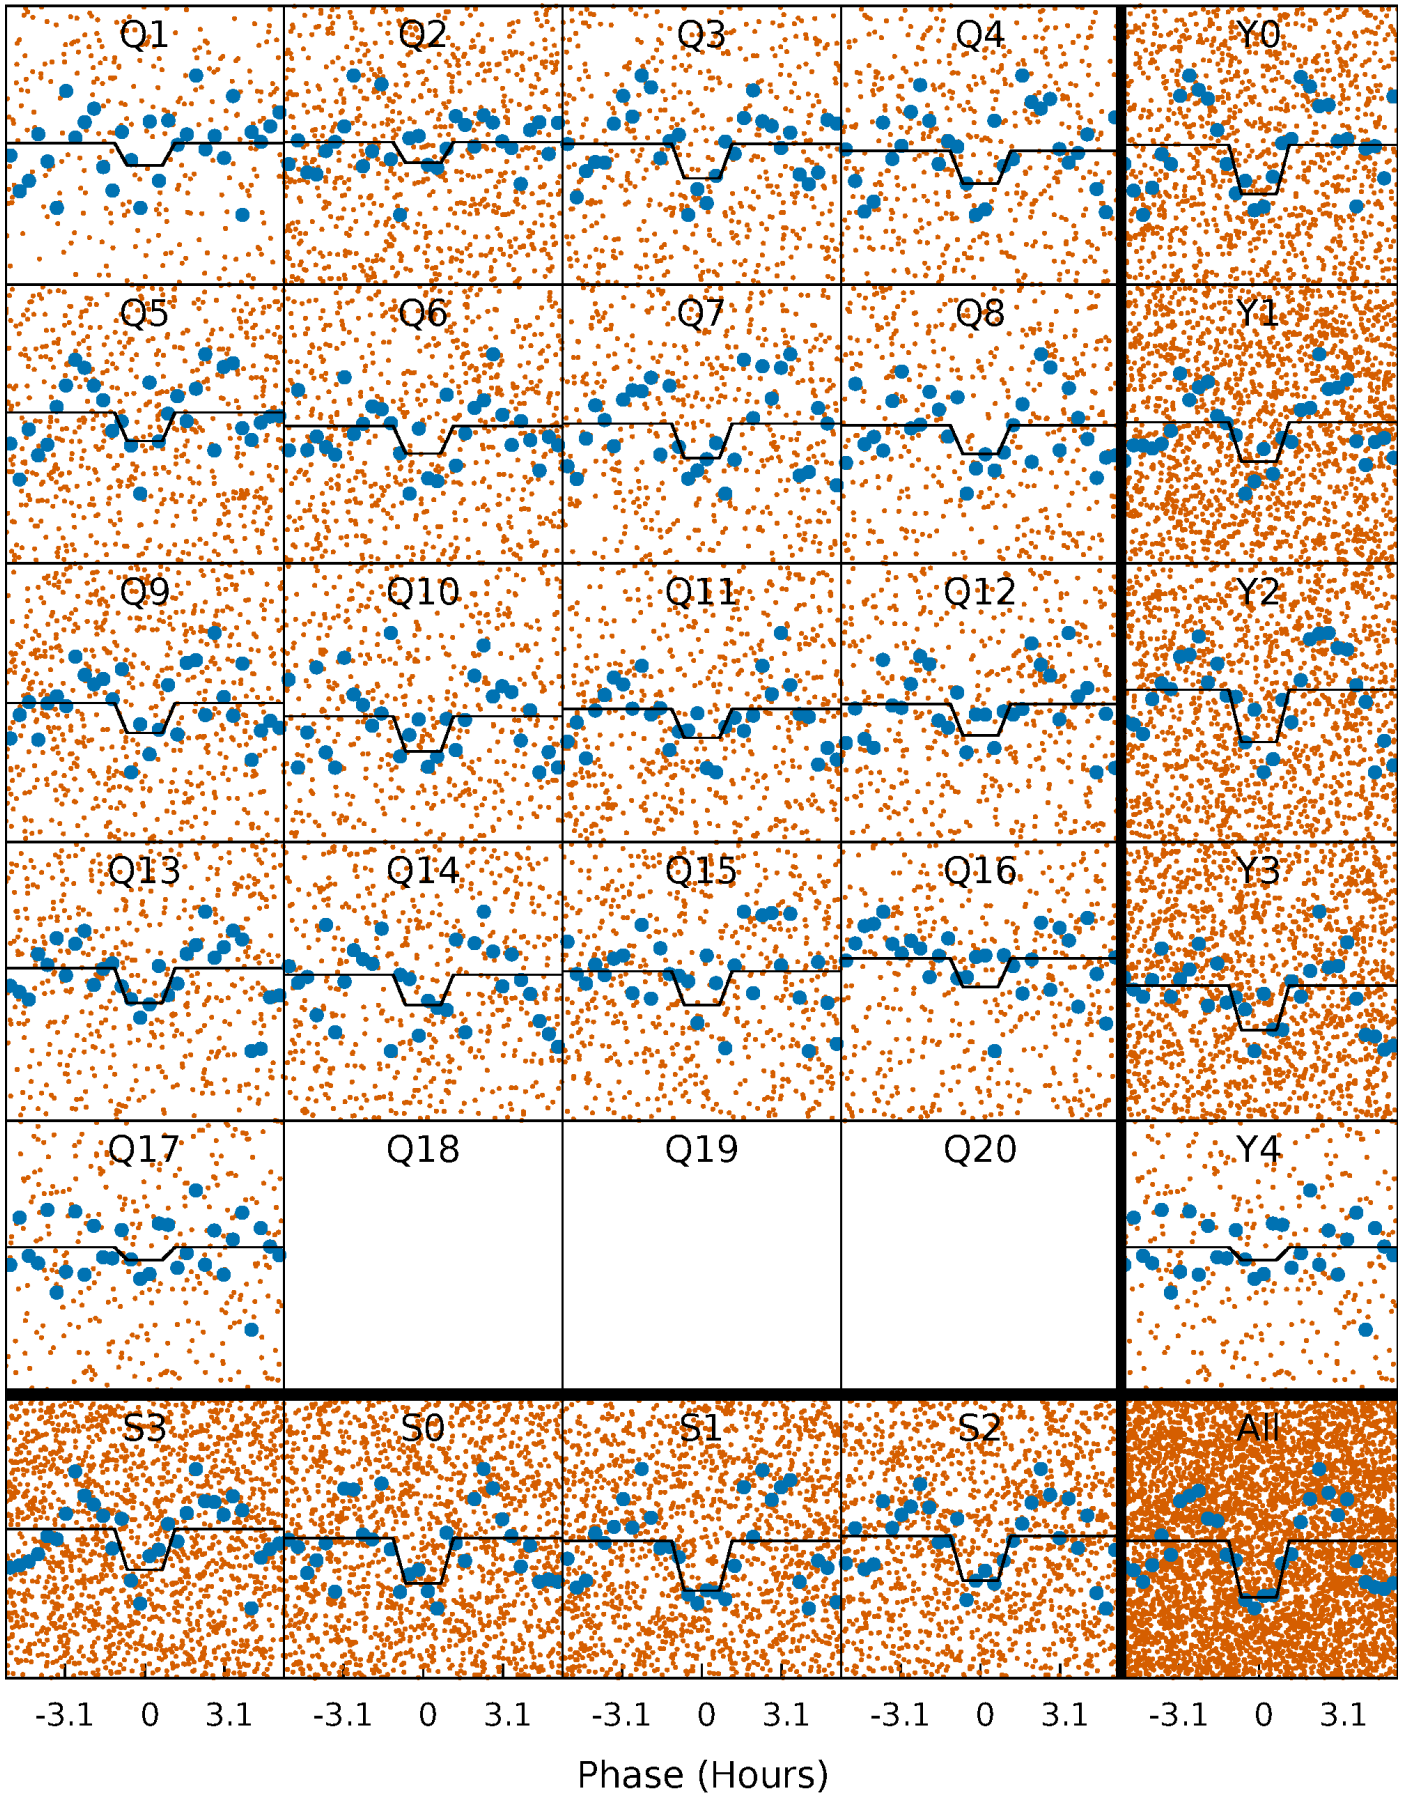 Q1 Q2 Q3 Q4 Y0
Q5 Q6 Q7 Q8 Y1
Q9 Q10 Q11 Q12 Y2
Q13 Q14 Q15 Q16 Y3
Q17 Q18 Q19 Q20 Y4
S3 S0 S1 S2 All
-3.1 0 3.1 -3.1 0 3.1 -3.1 0 3.1 -3.1 0 3.1 -3.1 0 3.1
Phase (Hours)